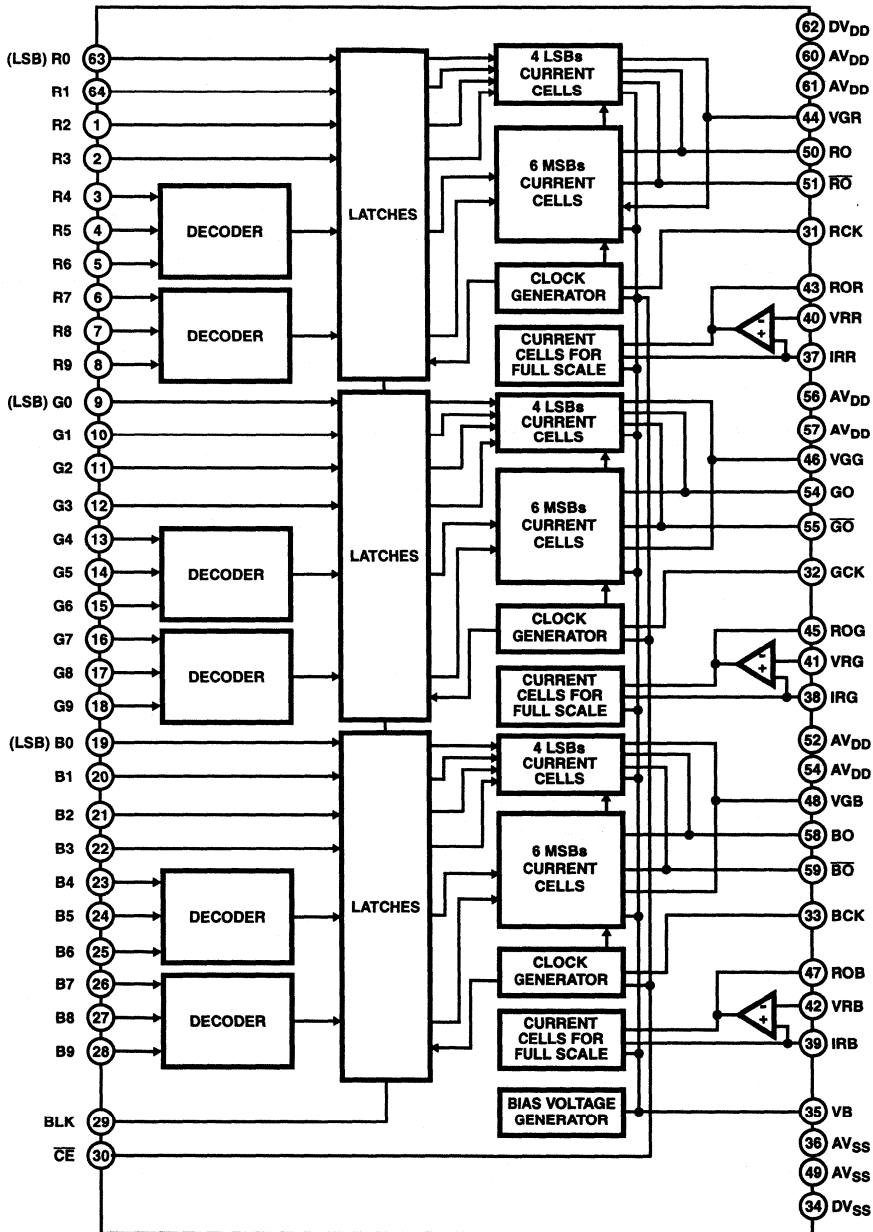 (LSB) R0 63
R1 64
R2 1
R3 2
R4 3
R5 4
R6 5
R7 6
R8 7
R9 8
(LSB) G0 9
G1 10
G2 11
G3 12
G4 13
G5 14
G6 15
G7 16
G8 17
G9 18
(LSB) B0 19
B1 20
B2 21
B3 22
B4 23
B5 24
B6 25
B7 26
B8 27
B9 28
BLK 29
C̅E̅ 30
DECODER
DECODER
DECODER
DECODER
DECODER
DECODER
LATCHES
LATCHES
LATCHES
4 LSBs
CURRENT
CELLS
6 MSBs
CURRENT
CELLS
CLOCK
GENERATOR
CURRENT
CELLS FOR
FULL SCALE
4 LSBs
CURRENT
CELLS
6 MSBs
CURRENT
CELLS
CLOCK
GENERATOR
CURRENT
CELLS FOR
FULL SCALE
4 LSBs
CURRENT
CELLS
6 MSBs
CURRENT
CELLS
CLOCK
GENERATOR
CURRENT
CELLS FOR
FULL SCALE
BIAS VOLTAGE
GENERATOR
- +
- +
- +
62 DVDD
60 AVDD
61 AVDD
44 VGR
50 RO
51 R̅O̅
31 RCK
43 ROR
40 VRR
37 IRR
56 AVDD
57 AVDD
46 VGG
54 GO
55 G̅O̅
32 GCK
45 ROG
41 VRG
38 IRG
52 AVDD
54 AVDD
48 VGB
58 BO
59 B̅O̅
33 BCK
47 ROB
42 VRB
39 IRB
35 VB
36 AVSS
49 AVSS
34 DVSS